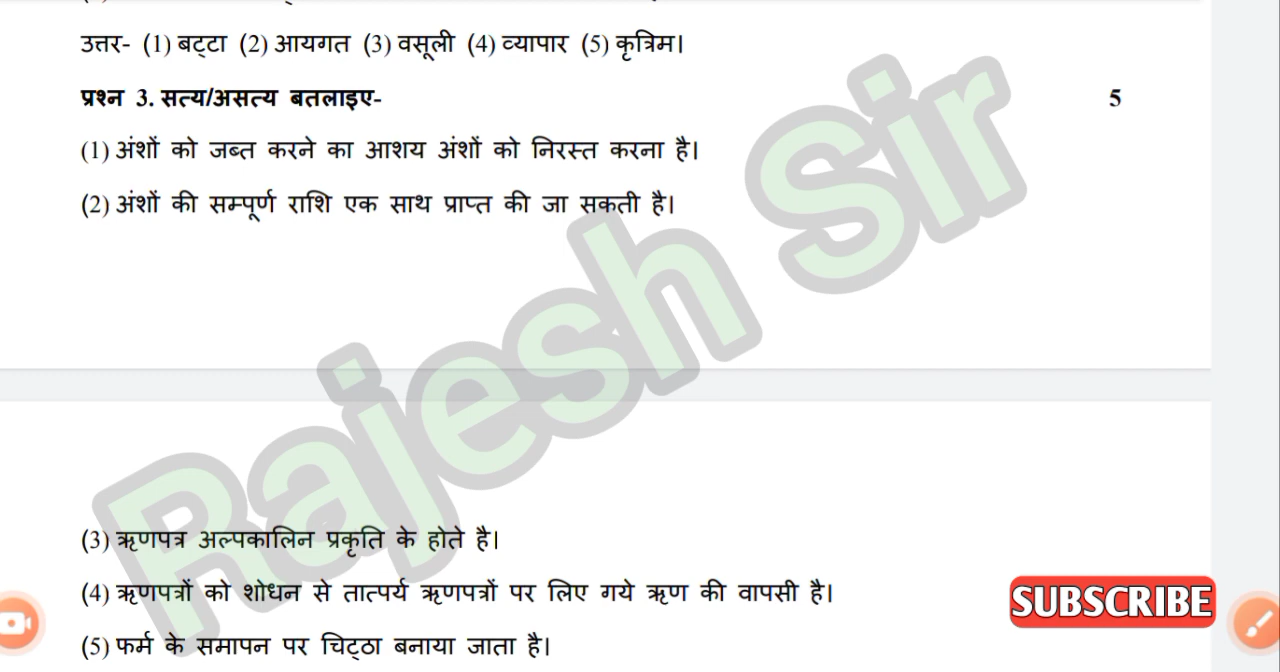 उत्तर- (1) बट्टा (2) आयगत (3) वसूली (4) व्यापार (5) कृत्रिम।
प्रश्न 3. सत्य/असत्य बतलाइए- 5
(1) अंशों को जब्त करने का आशय अंशों को निरस्त करना है।
(2) अंशों की सम्पूर्ण राशि एक साथ प्राप्त की जा सकती है।
Rajesh Sir
(3) ऋणपत्र अल्पकालिन प्रकृति के होते है।
(4) ऋणपत्रों को शोधन से तात्पर्य ऋणपत्रों पर लिए गये ऋण की वापसी है।
SUBSCRIBE
(5) फर्म के समापन पर चिट्ठा बनाया जाता है।